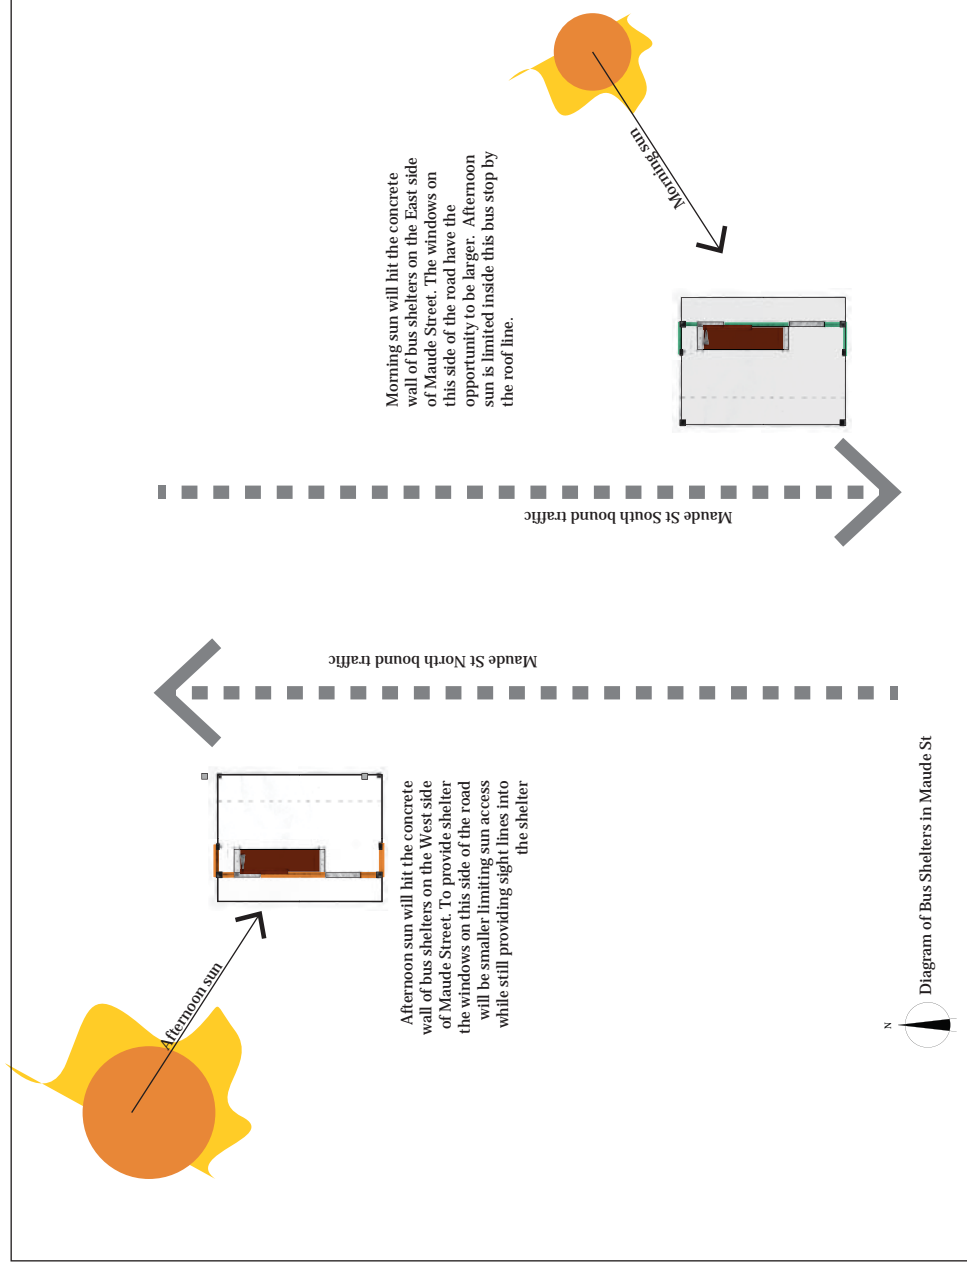 Morning sun
Morning sun will hit the concrete
wall of bus shelters on the East side
of Maude Street. The windows on
this side of the road have the
opportunity to be larger. Afternoon
sun is limited inside this bus stop by
the roof line.
Maude St South bound traffic
Maude St North bound traffic
Afternoon sun will hit the concrete
wall of bus shelters on the West side
of Maude Street. To provide shelter
the windows on this side of the road
will be smaller limiting sun access
while still providing sight lines into
the shelter
Afternoon sun
N
Diagram of Bus Shelters in Maude St